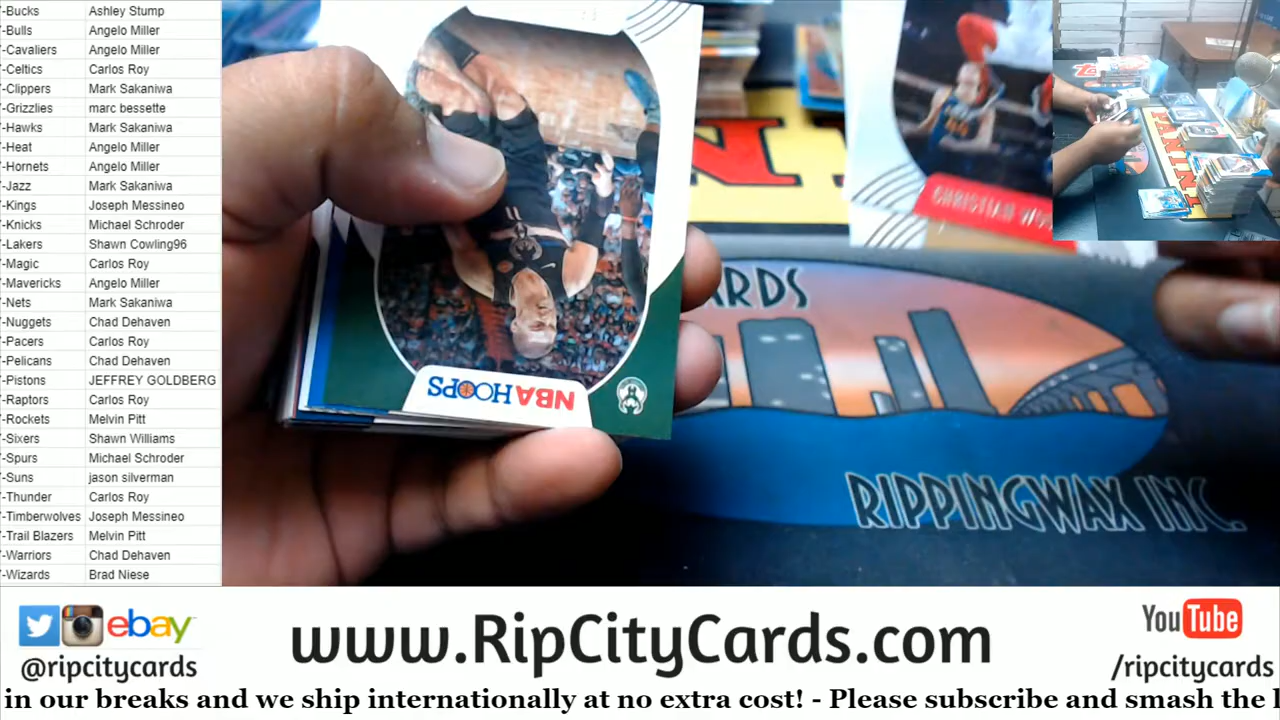 /-Bucks Ashley Stump
/-Bulls Angelo Miller
/-Cavaliers Angelo Miller
/-Celtics Carlos Roy
/-Clippers Mark Sakaniwa
/-Grizzlies marc bessette
/-Hawks Mark Sakaniwa
/-Heat Angelo Miller
/-Hornets Angelo Miller
/-Jazz Mark Sakaniwa
/-Kings Joseph Messineo
/-Knicks Michael Schroder
/-Lakers Shawn Cowling96
/-Magic Carlos Roy
/-Mavericks Angelo Miller
/-Nets Mark Sakaniwa
/-Nuggets Chad Dehaven
/-Pacers Carlos Roy
/-Pelicans Chad Dehaven
/-Pistons JEFFREY GOLDBERG
/-Raptors Carlos Roy
/-Rockets Melvin Pitt
/-Sixers Shawn Williams
/-Spurs Michael Schroder
/-Suns jason silverman
/-Thunder Carlos Roy
/-Timberwolves Joseph Messineo
/-Trail Blazers Melvin Pitt
/-Warriors Chad Dehaven
/-Wizards Brad Niese
NBA HOOPS
CHRISTIAN
PANINI
ARDS
RIPPINGWAX INC.
ebay
@ripcitycards
www.RipCityCards.com
YouTube
/ripcitycards
in our breaks and we ship internationally at no extra cost! - Please subscribe and smash the